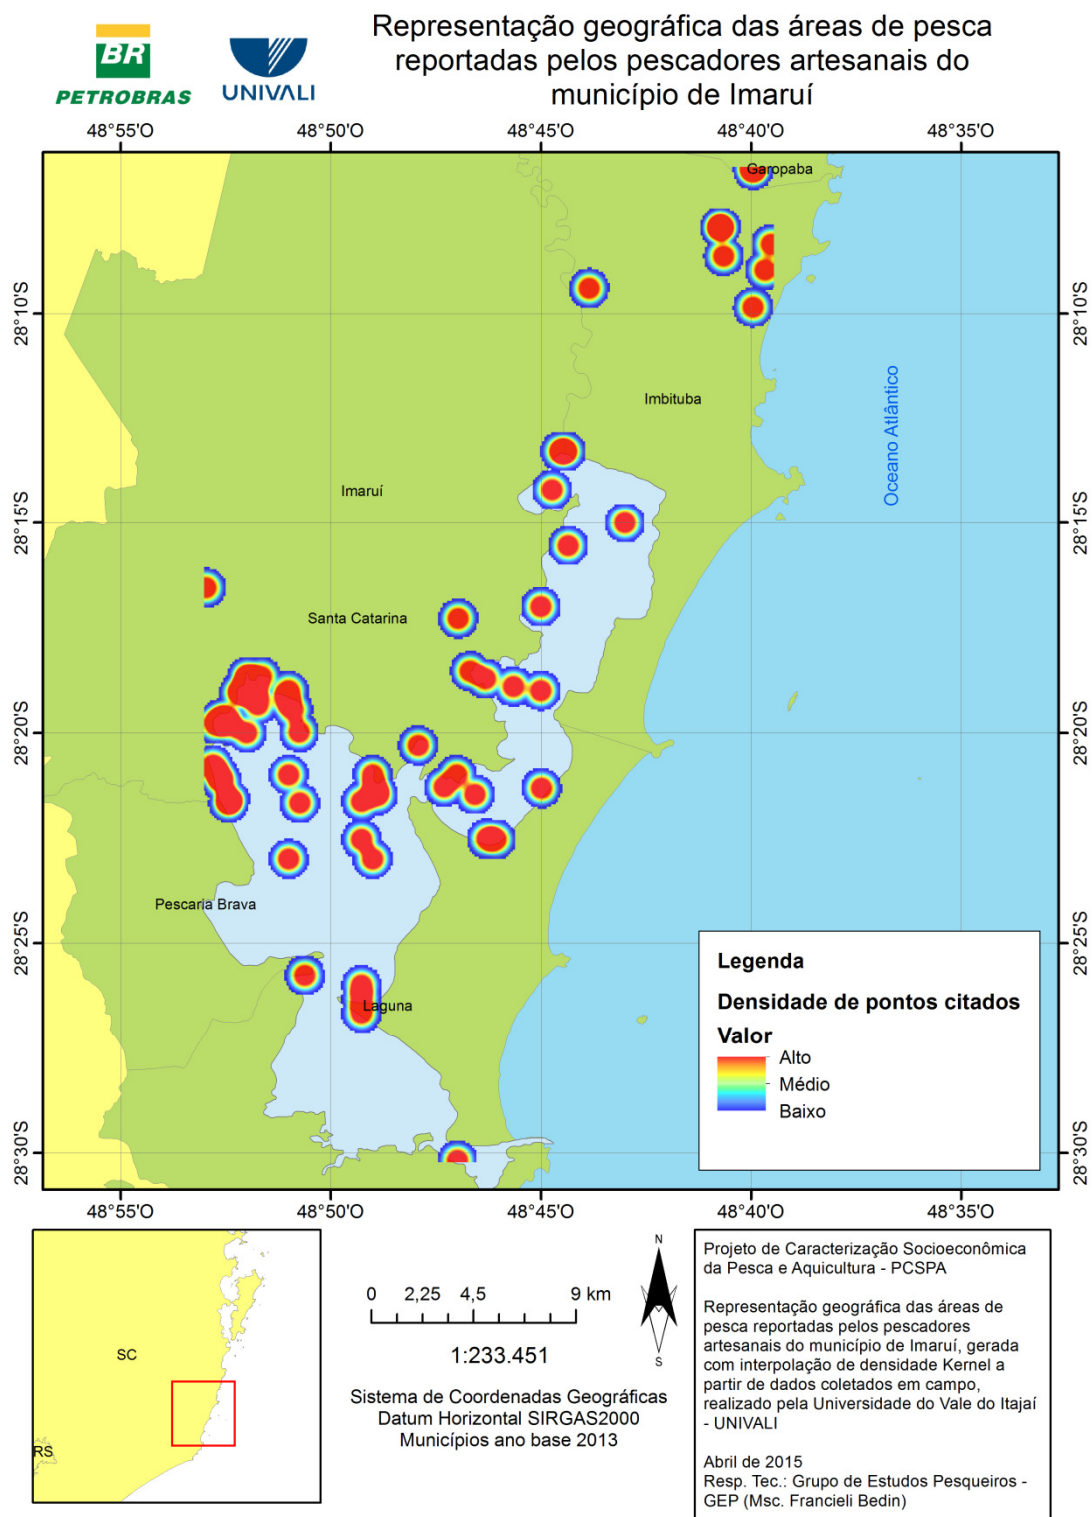 BR
PETROBRAS
UNIVALI
Representação geográfica das áreas de pesca
reportadas pelos pescadores artesanais do
município de Imaruí
48°55'O
48°50'O
48°45'O
48°40'O
48°35'O
Garopaba
28°10'S
28°10'S
Imbituba
Oceano Atlântico
Imaruí
28°15'S
28°15'S
Santa Catarina
28°20'S
28°20'S
Pescaria Brava
28°25'S
28°25'S
Laguna
Legenda
Densidade de pontos citados
Valor
Alto
Médio
Baixo
28°30'S
28°30'S
48°55'O
48°50'O
48°45'O
48°40'O
48°35'O
SC
RS
0 2,25 4,5 9 km
1:233.451
N
S
Sistema de Coordenadas Geográficas
Datum Horizontal SIRGAS2000
Municípios ano base 2013
Projeto de Caracterização Socioeconômica
da Pesca e Aquicultura - PCSPA
Representação geográfica das áreas de
pesca reportadas pelos pescadores
artesanais do município de Imaruí, gerada
com interpolação de densidade Kernel a
partir de dados coletados em campo,
realizado pela Universidade do Vale do Itajaí
- UNIVALI
Abril de 2015
Resp. Tec.: Grupo de Estudos Pesqueiros -
GEP (Msc. Francieli Bedin)